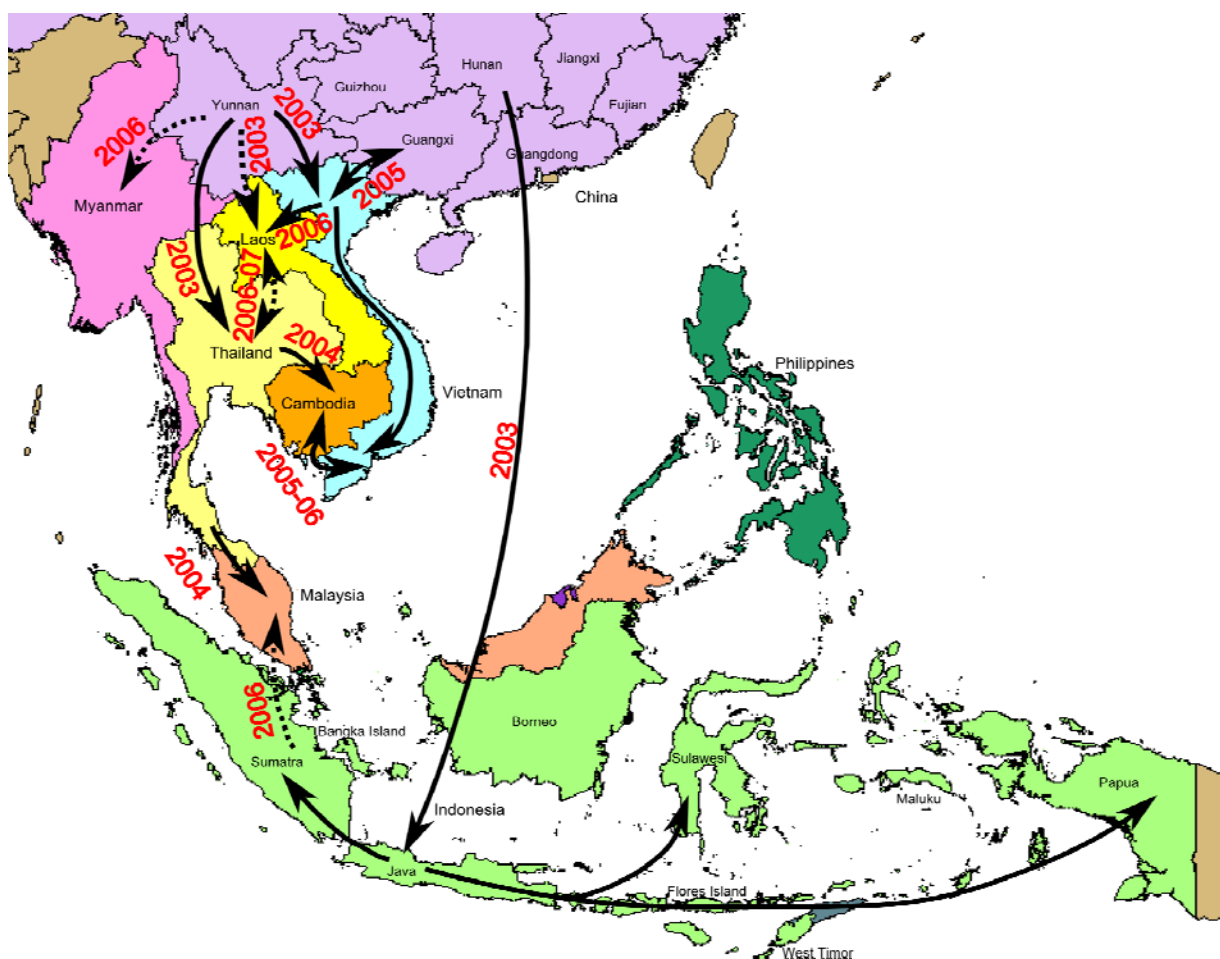 Hunan
Jiangxi
Guizhou
Fujian
Yunnan
2003
2006
2003
Guangxi
Guangdong
2005
China
Myanmar
Laos
2006
2003
2006-07
Thailand
2004
Philippines
Cambodia
Vietnam
2003
2005-06
2004
Malaysia
2006
Bangka Island
Borneo
Sumatra
Sulawesi
Papua
Maluku
Indonesia
Java
Flores Island
West Timor